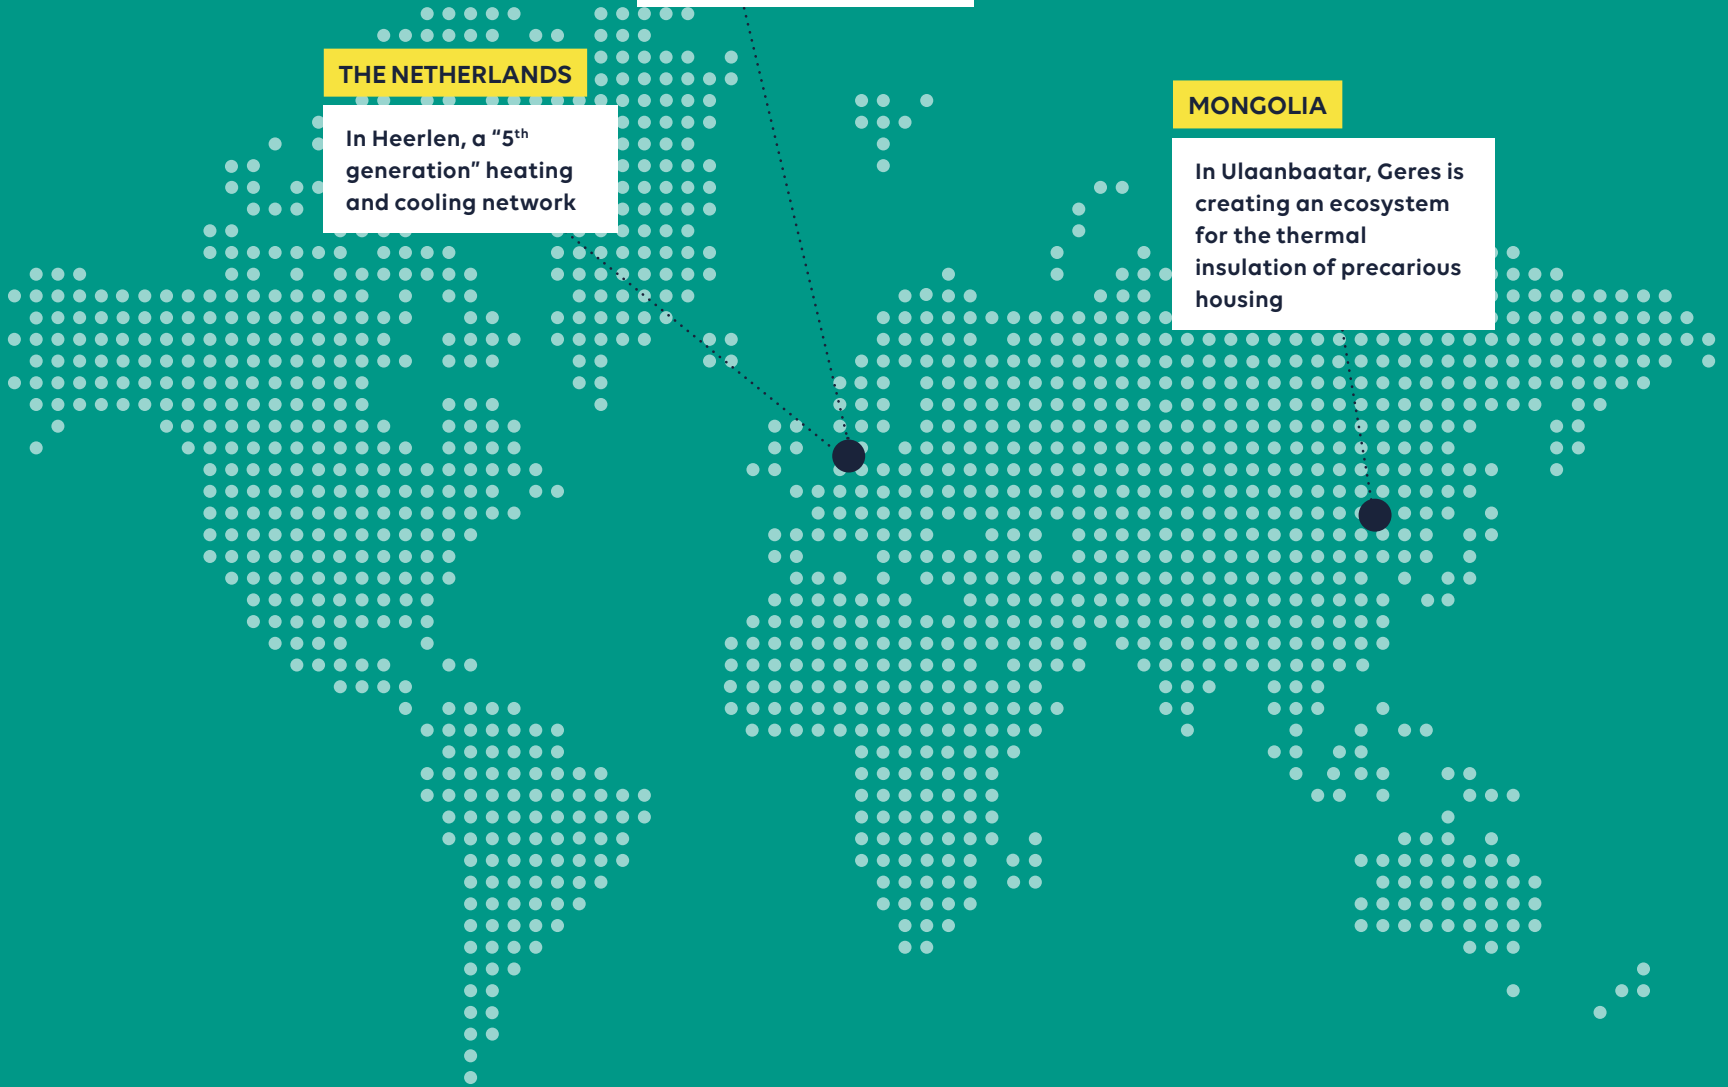 THE NETHERLANDS
In Heerlen, a “5th
generation” heating
and cooling network
MONGOLIA
In Ulaanbaatar, Geres is
creating an ecosystem
for the thermal
insulation of precarious
housing